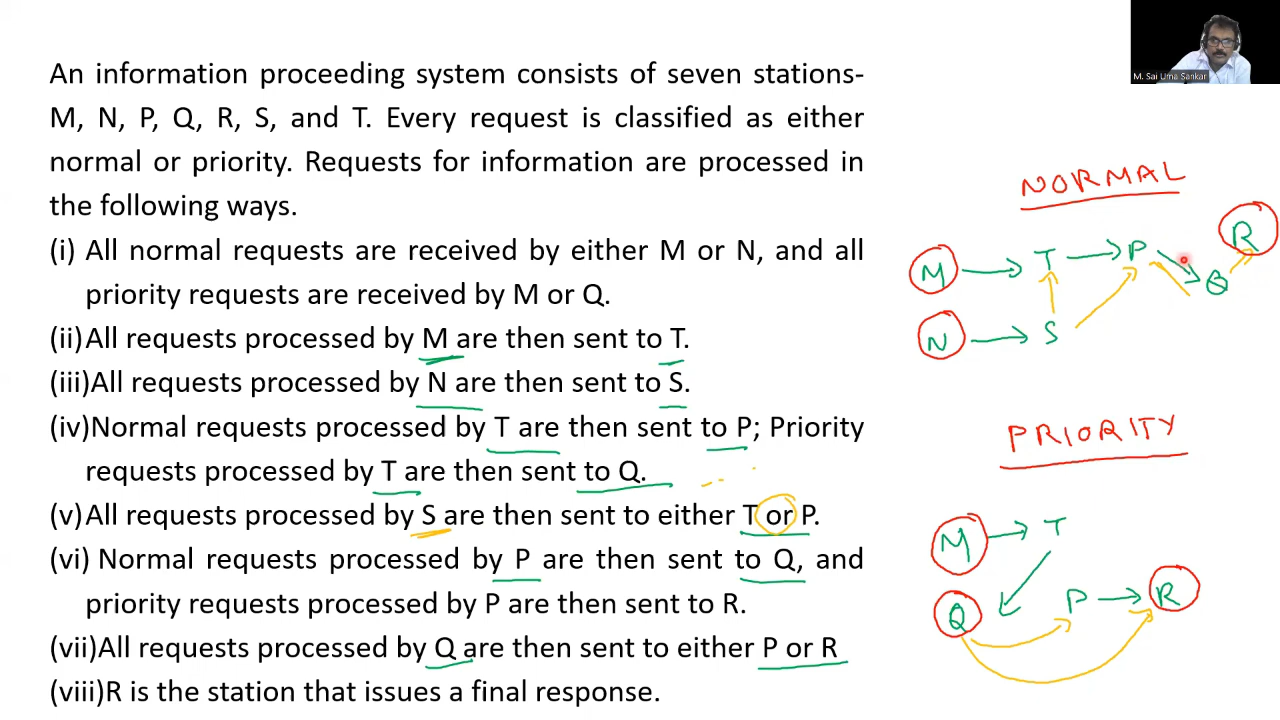 An information proceeding system consists of seven stations-
M, N, P, Q, R, S, and T. Every request is classified as either
normal or priority. Requests for information are processed in
the following ways.
(i) All normal requests are received by either M or N, and all
priority requests are received by M or Q.
(ii) All requests processed by M are then sent to T.
(iii)All requests processed by N are then sent to S.
(iv)Normal requests processed by T are then sent to P; Priority
requests processed by T are then sent to Q.
(v) All requests processed by S are then sent to either T or P.
(vi) Normal requests processed by P are then sent to Q, and
priority requests processed by P are then sent to R.
(vii)All requests processed by Q are then sent to either P or R
(viii)R is the station that issues a final response.
M. Sai Uma Sankar
NORMAL
M → T → P → Q → R
N → S
PRIORITY
M → T
Q P → R